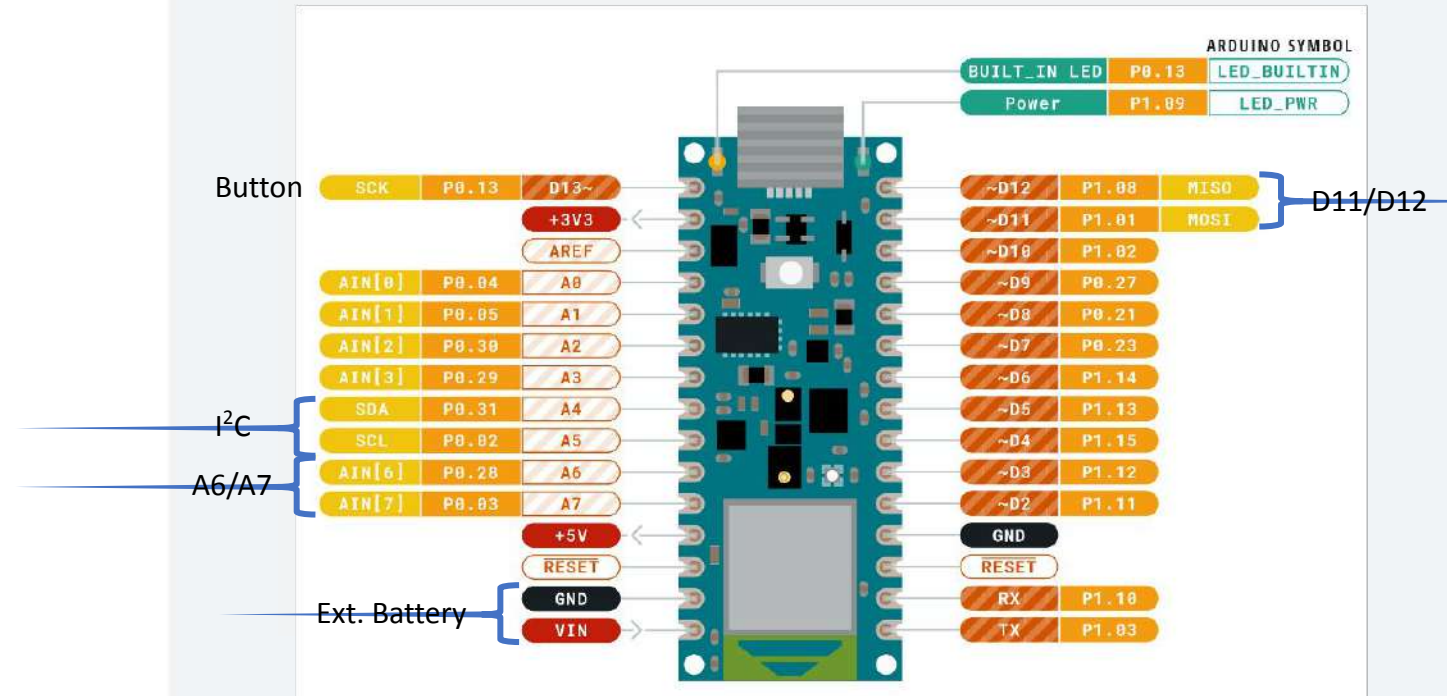 ARDUINO SYMBOL
BUILT_IN LED P0.13 LED_BUILTIN
Power P1.09 LED_PWR
Button SCK P0.13 D13~
+3V3
AREF
AIN[0] P0.04 A0
AIN[1] P0.05 A1
AIN[2] P0.30 A2
AIN[3] P0.29 A3
I²C
SDA P0.31 A4
SCL P0.02 A5
A6/A7
AIN[6] P0.28 A6
AIN[7] P0.03 A7
+5V
RESET
Ext. Battery
GND
VIN
~D12 P1.08 MISO
~D11 P1.01 MOSI
D11/D12
~D10 P1.02
~D9 P0.27
~D8 P0.21
~D7 P0.23
~D6 P1.14
~D5 P1.13
~D4 P1.15
~D3 P1.12
~D2 P1.11
GND
RESET
RX P1.10
TX P1.03